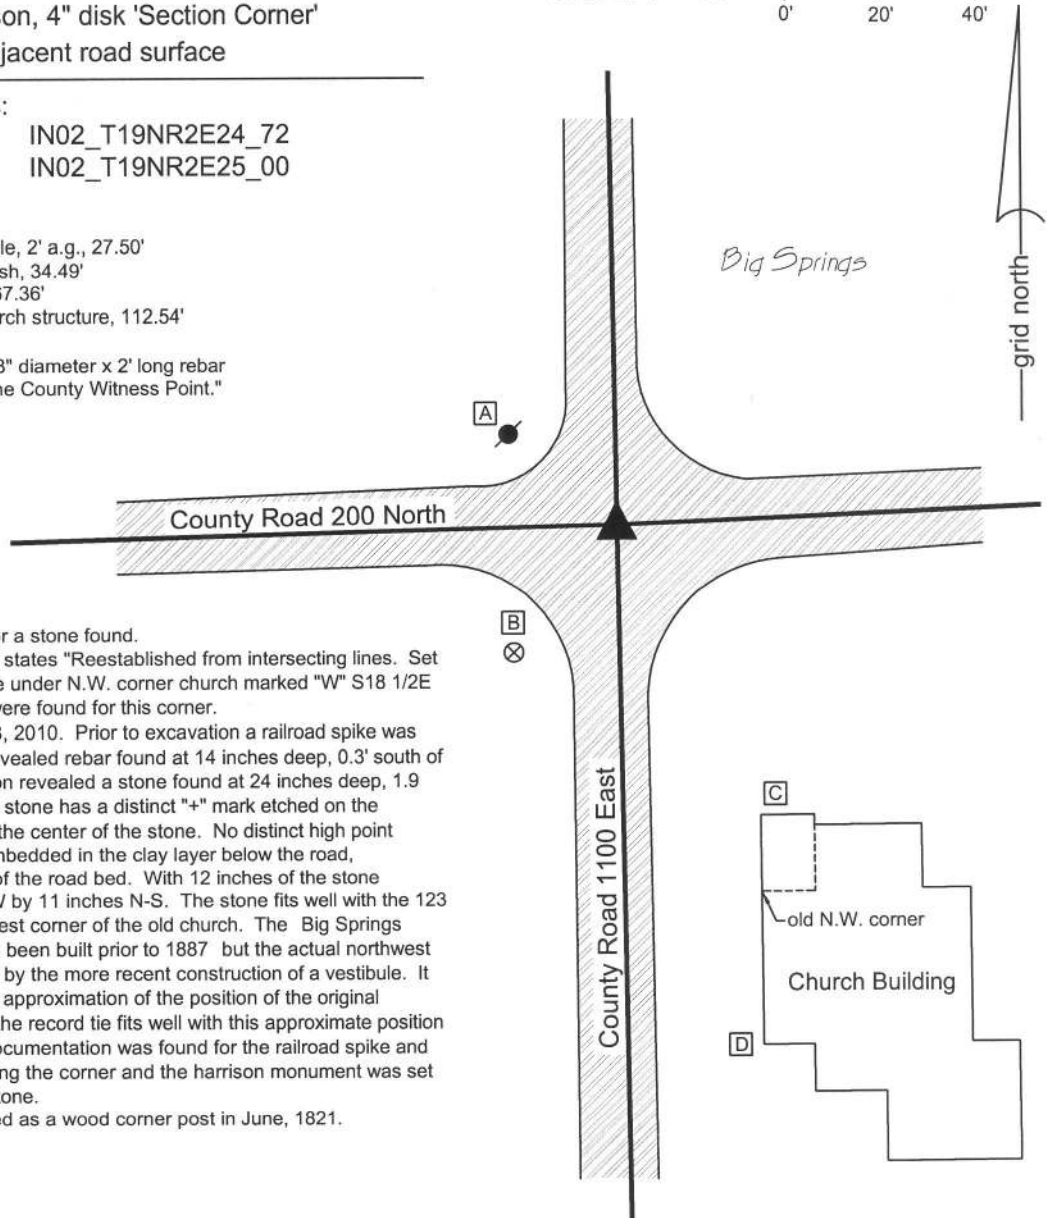 son, 4" disk 'Section Corner'
jacent road surface
0' 20' 40'
IN02_T19NR2E24_72
IN02_T19NR2E25_00
le, 2' a.g., 27.50'
sh, 34.49'
67.36'
rch structure, 112.54'
8" diameter x 2' long rebar
ne County Witness Point."
Big Springs
grid north
A
County Road 200 North
B
r a stone found.
states "Reestablished from intersecting lines. Set
e under N.W. corner church marked "W" S18 1/2E
were found for this corner.
3, 2010. Prior to excavation a railroad spike was
vealed rebar found at 14 inches deep, 0.3' south of
on revealed a stone found at 24 inches deep, 1.9
stone has a distinct "+" mark etched on the
the center of the stone. No distinct high point
mbedded in the clay layer below the road,
of the road bed. With 12 inches of the stone
V by 11 inches N-S. The stone fits well with the 123
est corner of the old church. The Big Springs
been built prior to 1887 but the actual northwest
by the more recent construction of a vestibule. It
approximation of the position of the original
he record tie fits well with this approximate position
ocumentation was found for the railroad spike and
ng the corner and the harrison monument was set
tone.
ed as a wood corner post in June, 1821.
County Road 1100 East
C
old N.W. corner
Church Building
D